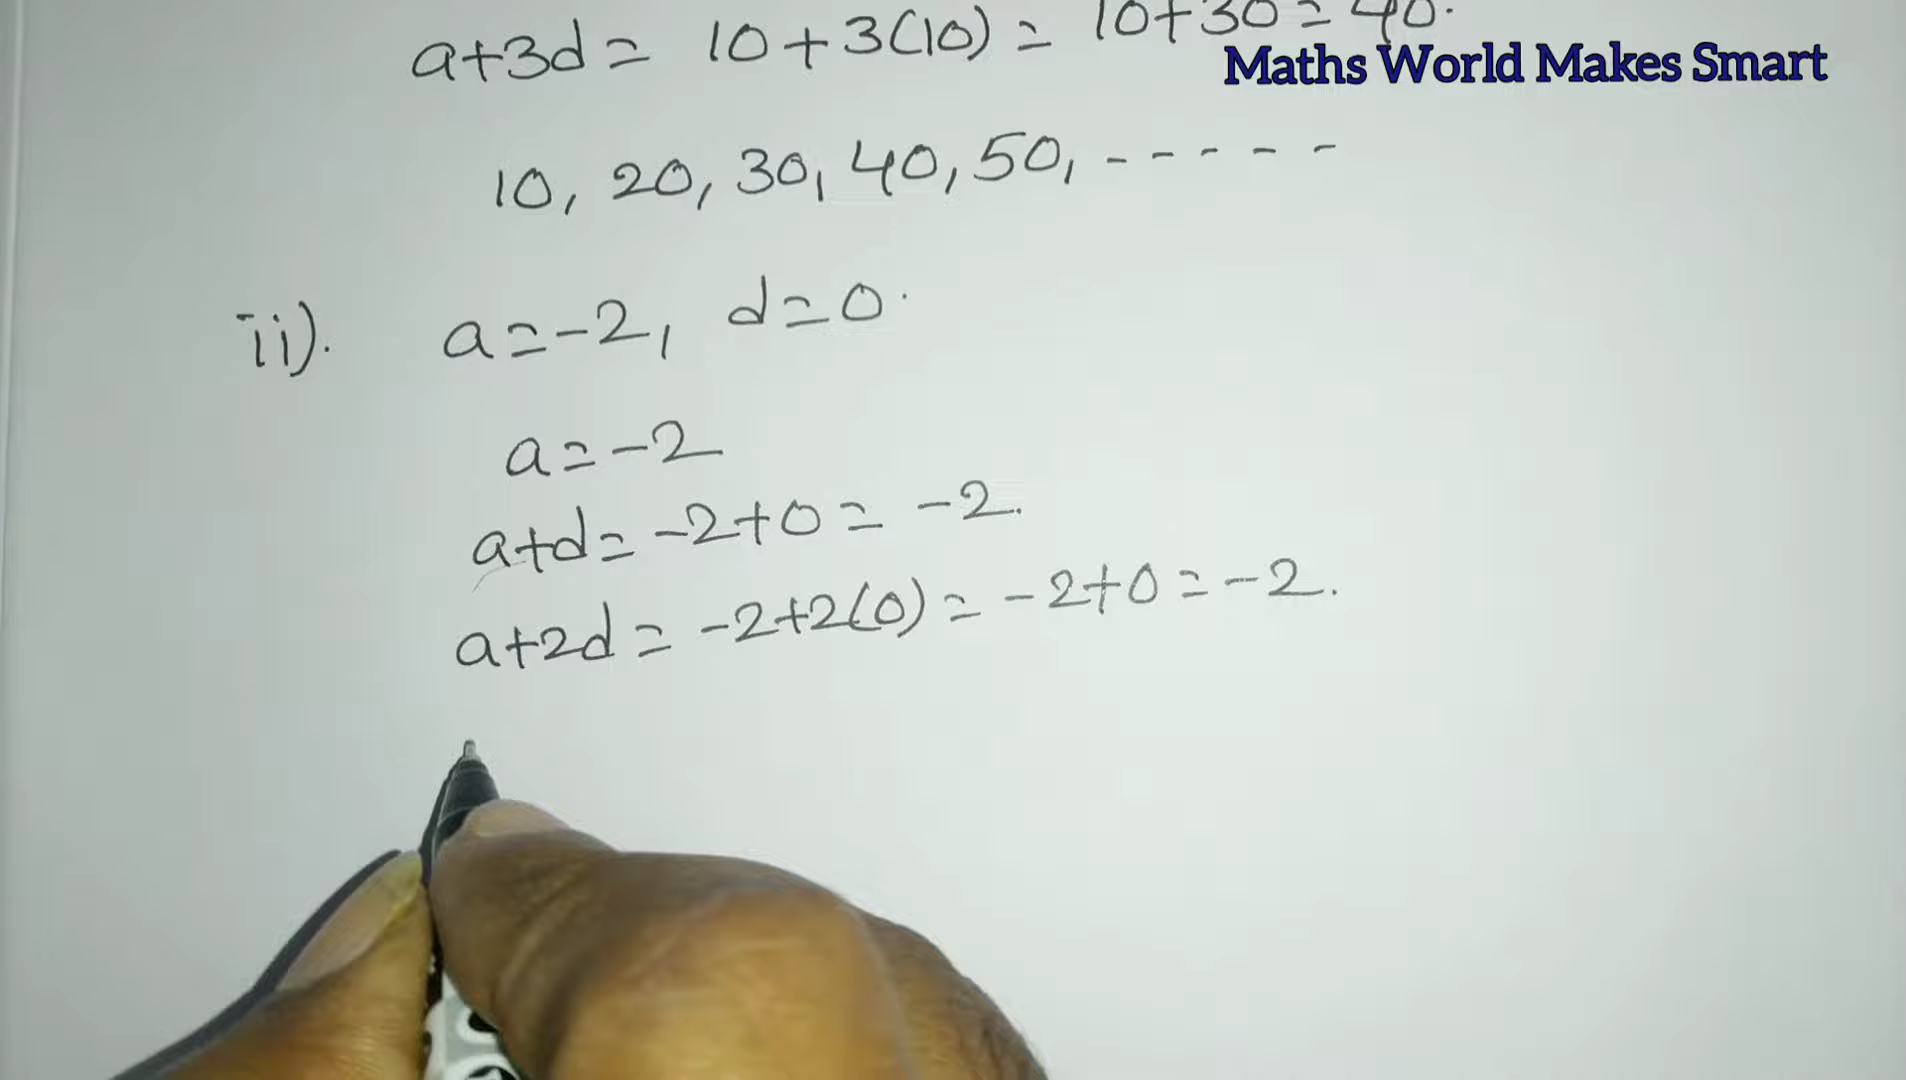 a+3d = 10+3(10) = 10+30 = 40.
Maths World Makes Smart
10, 20, 30, 40, 50, -----
ii). a=-2, d=0.
a=-2
a+d=-2+0= -2.
a+2d = -2+2(0) = -2+0 = -2.